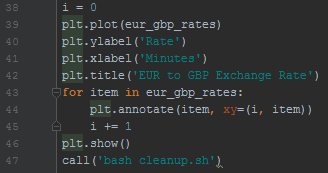 38 i = 0
39 plt.plot(eur_gbp_rates)
40 plt.ylabel('Rate')
41 plt.xlabel('Minutes')
42 plt.title('EUR to GBP Exchange Rate')
43 for item in eur_gbp_rates:
44 plt.annotate(item, xy=(i, item))
45 i += 1
46 plt.show()
47 call('bash cleanup.sh')